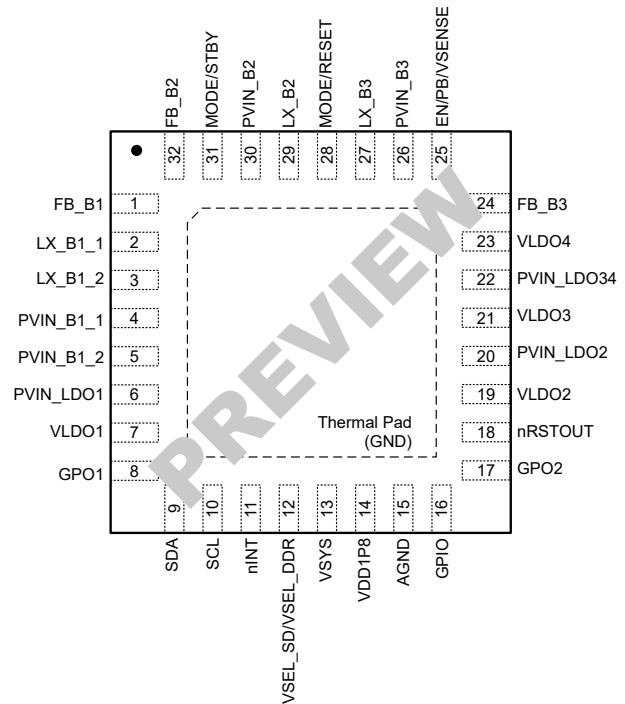 FB_B2
MODE/STBY
PVIN_B2
LX_B2
MODE/RESET
LX_B3
PVIN_B3
EN/PB/VSENSE
32
31
30
29
28
27
26
25
FB_B1 1
LX_B1_1 2
LX_B1_2 3
PVIN_B1_1 4
PVIN_B1_2 5
PVIN_LDO1 6
VLDO1 7
GPO1 8
24 FB_B3
23 VLDO4
22 PVIN_LDO34
21 VLDO3
20 PVIN_LDO2
19 VLDO2
18 nRSTOUT
17 GPO2
PREVIEW
Thermal Pad
(GND)
9
10
11
12
13
14
15
16
SDA
SCL
nINT
VSEL_SD/VSEL_DDR
VSYS
VDD1P8
AGND
GPIO